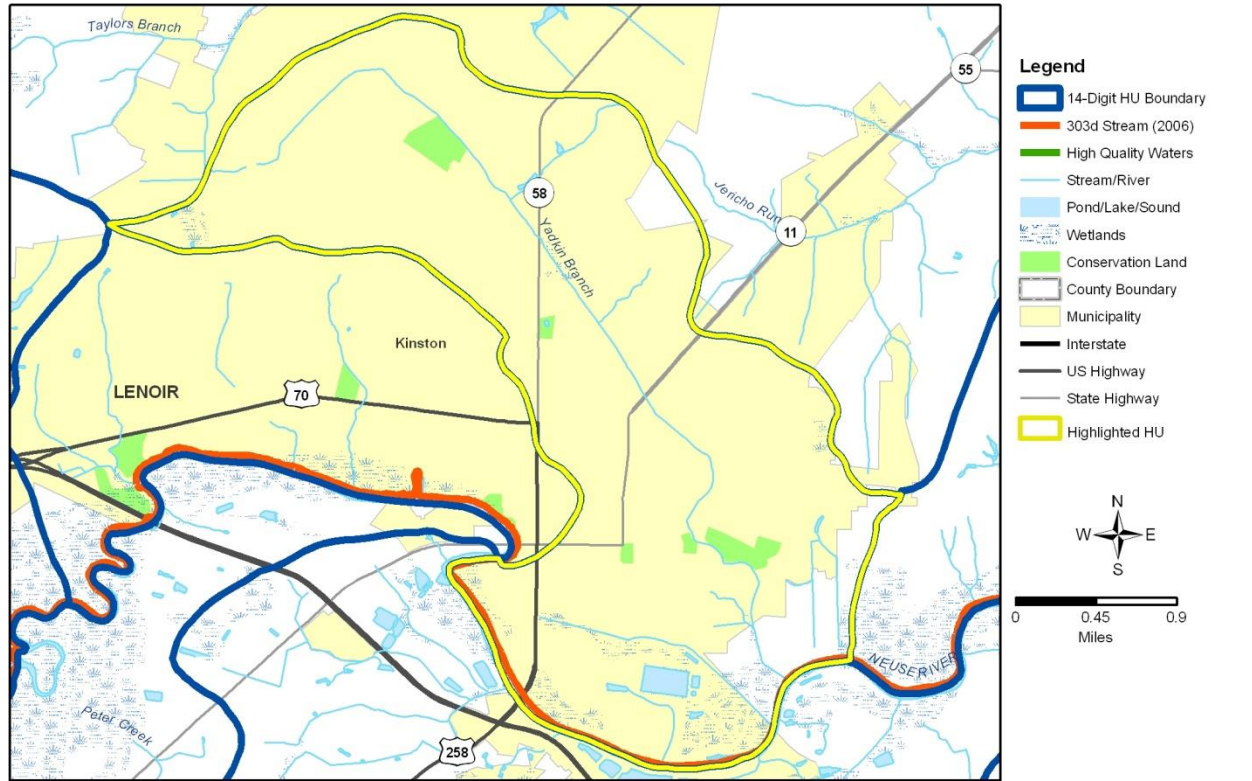 Taylors Branch
55
58
Jericho Run
11
Yadkin Branch
Kinston
LENOIR
70
NEUSE RIVER
Peter Creek
258
Legend
14-Digit HU Boundary
303d Stream (2006)
High Quality Waters
Stream/River
Pond/Lake/Sound
Wetlands
Conservation Land
County Boundary
Municipality
Interstate
US Highway
State Highway
Highlighted HU
N
W E
S
0 0.45 0.9
Miles